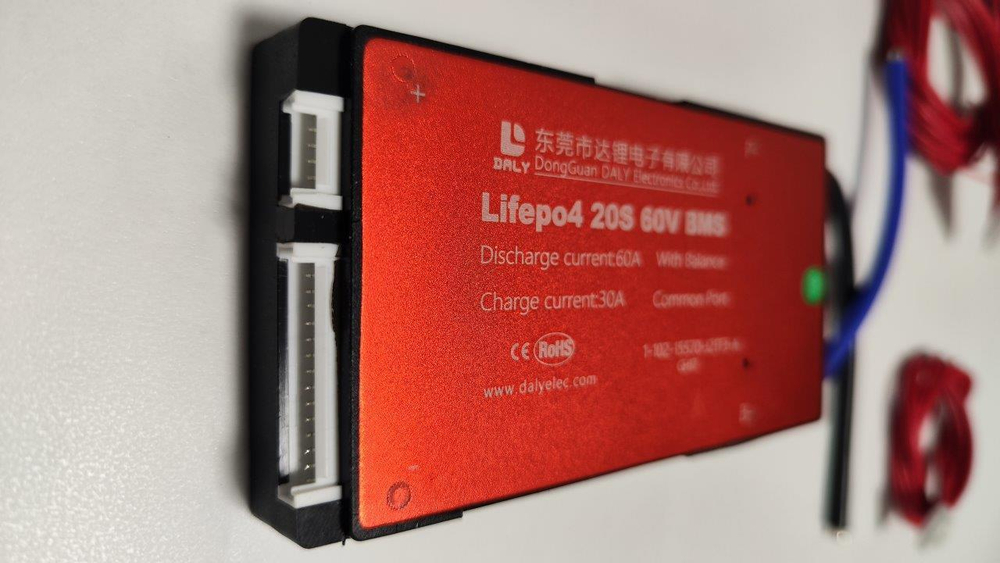 DALY
东莞市达锂电子有限公司
DongGuan DALY Electronics Co.,Ltd
Lifepo4 20S 60V BMS
Discharge current:60A With Balance
Charge current:30A Common Port
CE RoHS
www.dalyelec.com